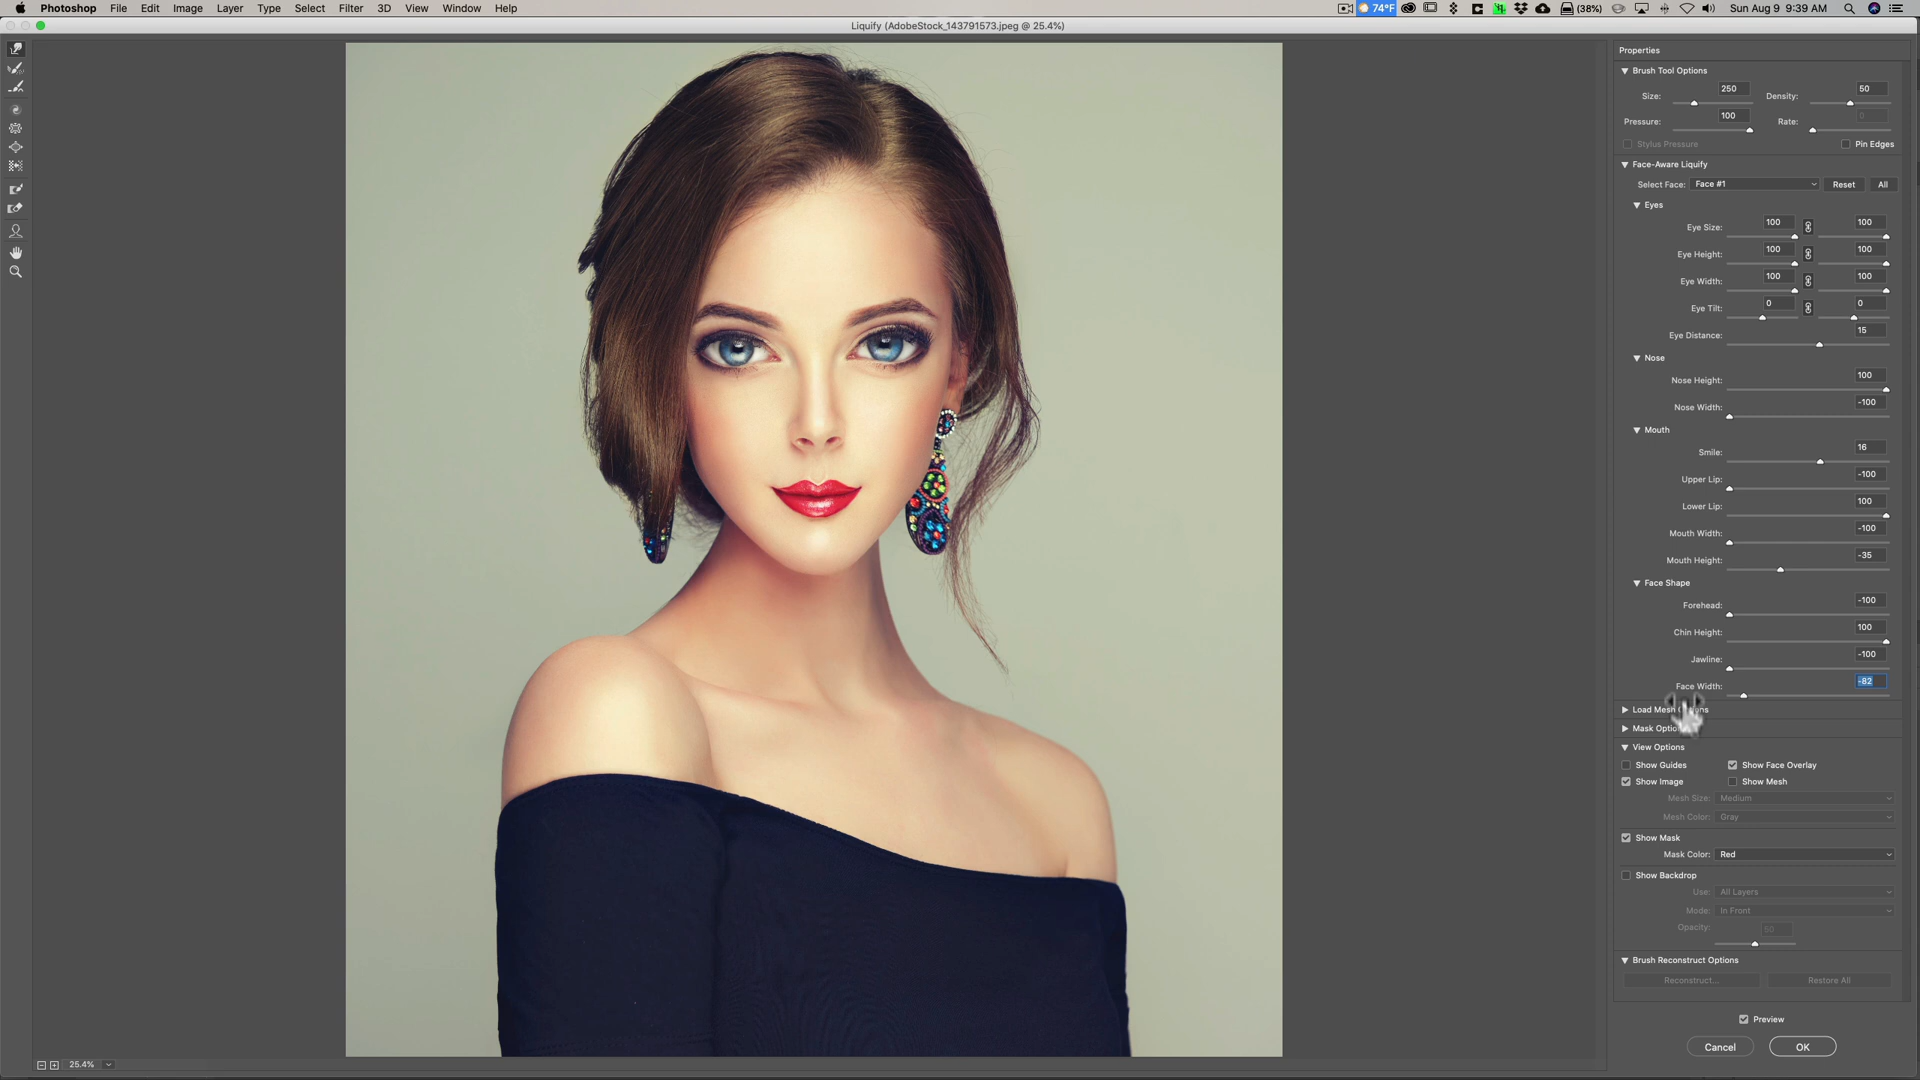 Photoshop File Edit Image Layer Type Select Filter 3D View Window Help 74°F (38%) Sun Aug 9 9:39 AM
Liquify (AdobeStock_143791573.jpeg @ 25.4%)
Properties
Brush Tool Options
Size: 250 Density: 50
Pressure: 100 Rate: 0
Stylus Pressure Pin Edges
Face-Aware Liquify
Select Face: Face #1 Reset All
Eyes
Eye Size: 100 100
Eye Height: 100 100
Eye Width: 100 100
Eye Tilt: 0 0
Eye Distance: 15
Nose
Nose Height: 100
Nose Width: -100
Mouth
Smile: 16
Upper Lip: -100
Lower Lip: 100
Mouth Width: -100
Mouth Height: -35
Face Shape
Forehead: -100
Chin Height: 100
Jawline: -100
Face Width: -82
Load Mesh
Mask
View Options
Show Guides Show Face Overlay
Show Image Show Mesh
Mesh Size: Medium
Mesh Color: Gray
Show Mask
Mask Color: Red
Show Backdrop
Use: All Layers
Mode: In Front
Opacity: 50
Brush Reconstruct Options
Reconstruct... Restore All
Preview
Cancel OK
25.4%